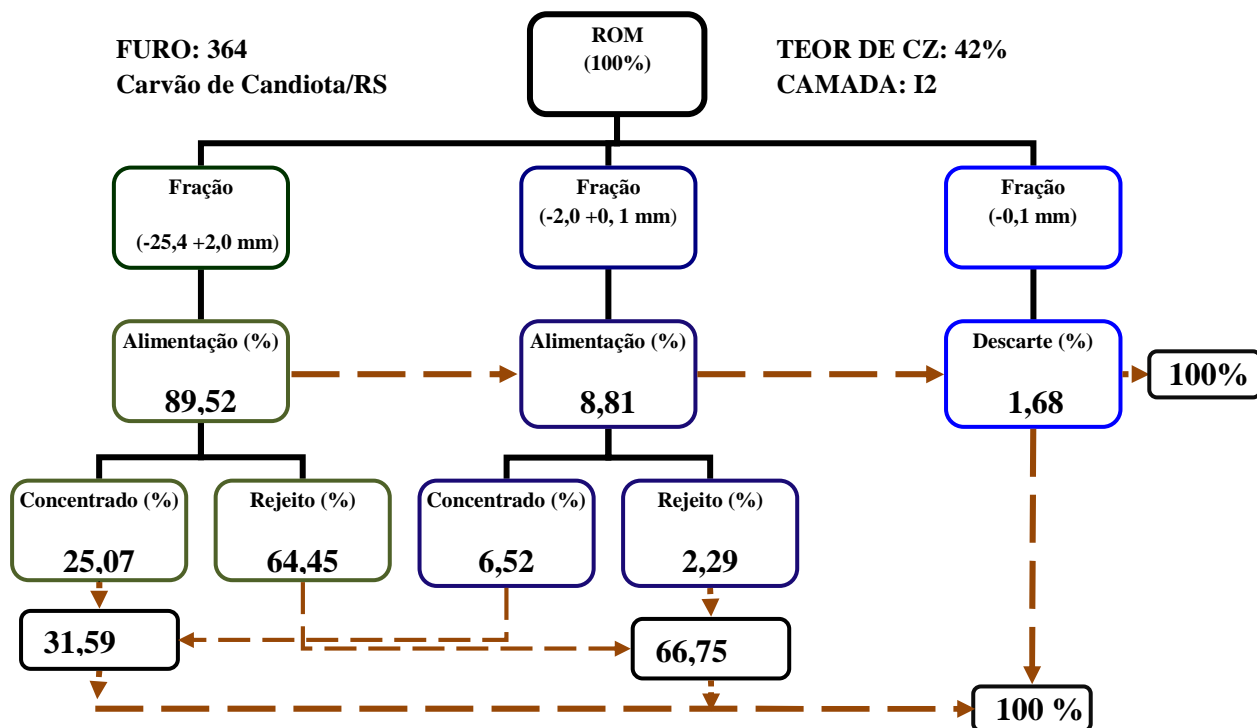 FURO: 364
Carvão de Candiota/RS
ROM
(100%)
TEOR DE CZ: 42%
CAMADA: I2
Fração
(-25,4 +2,0 mm)
Fração
(-2,0 +0, 1 mm)
Fração
(-0,1 mm)
Alimentação (%)
89,52
Alimentação (%)
8,81
Descarte (%)
1,68
100%
Concentrado (%)
25,07
Rejeito (%)
64,45
Concentrado (%)
6,52
Rejeito (%)
2,29
31,59
66,75
100 %